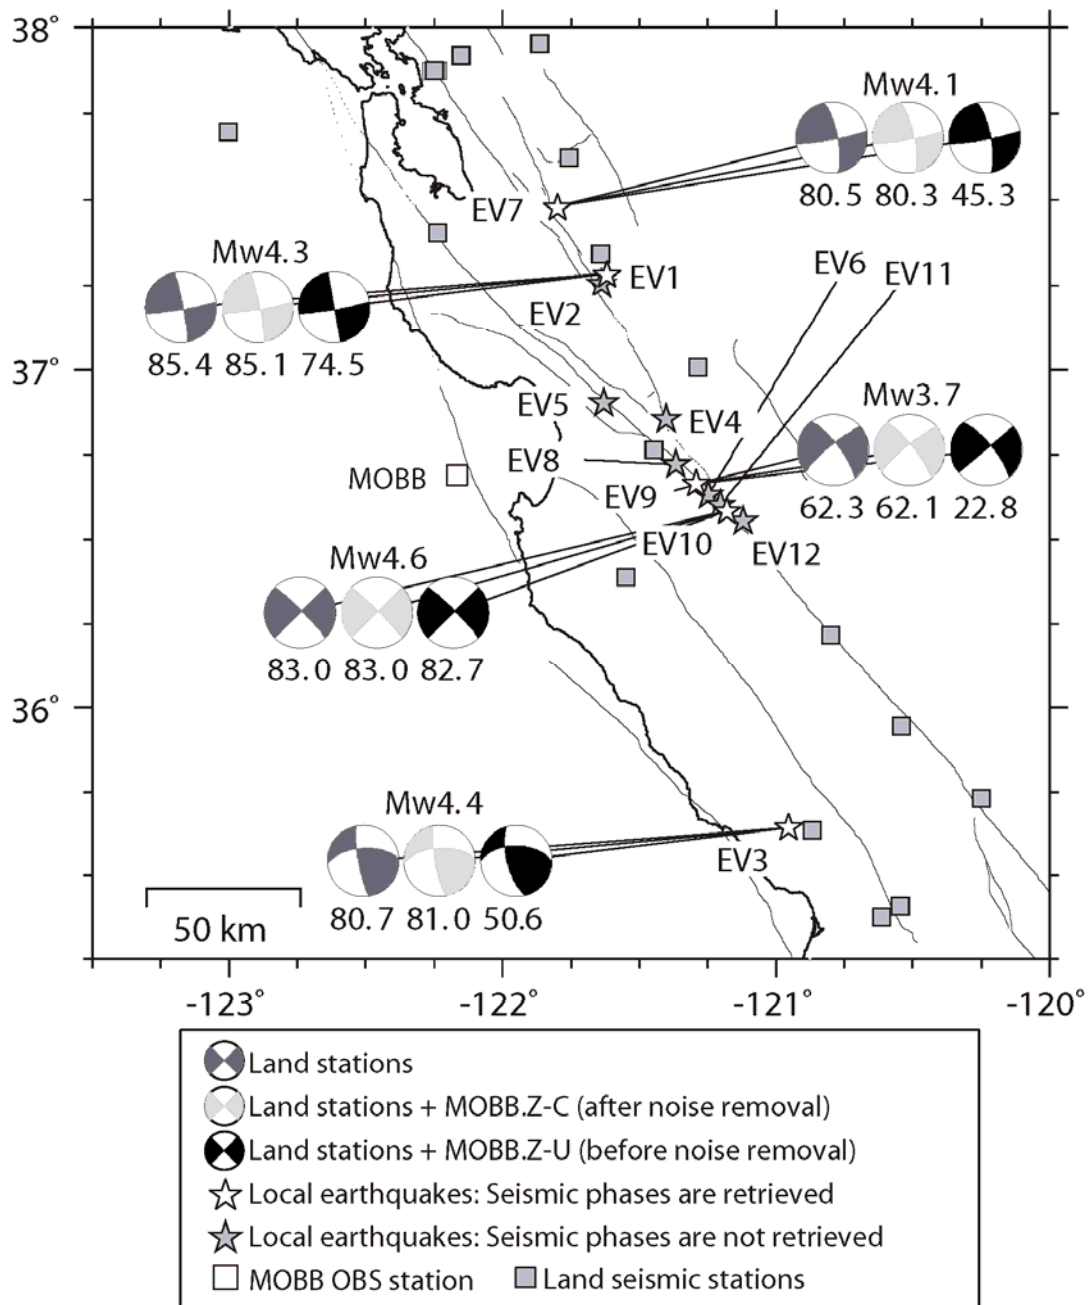 38°
Mw4.1
80.5 80.3 45.3
EV7
EV6
EV11
Mw4.3
EV1
EV2
85.4 85.1 74.5
37°
Mw3.7
EV5
EV4
EV8
MOBB
EV9
62.3 62.1 22.8
EV10
EV12
Mw4.6
83.0 83.0 82.7
36°
Mw4.4
EV3
80.7 81.0 50.6
50 km
-123° -122° -121° -120°
Land stations
Land stations + MOBB.Z-C (after noise removal)
Land stations + MOBB.Z-U (before noise removal)
Local earthquakes: Seismic phases are retrieved
Local earthquakes: Seismic phases are not retrieved
MOBB OBS station Land seismic stations